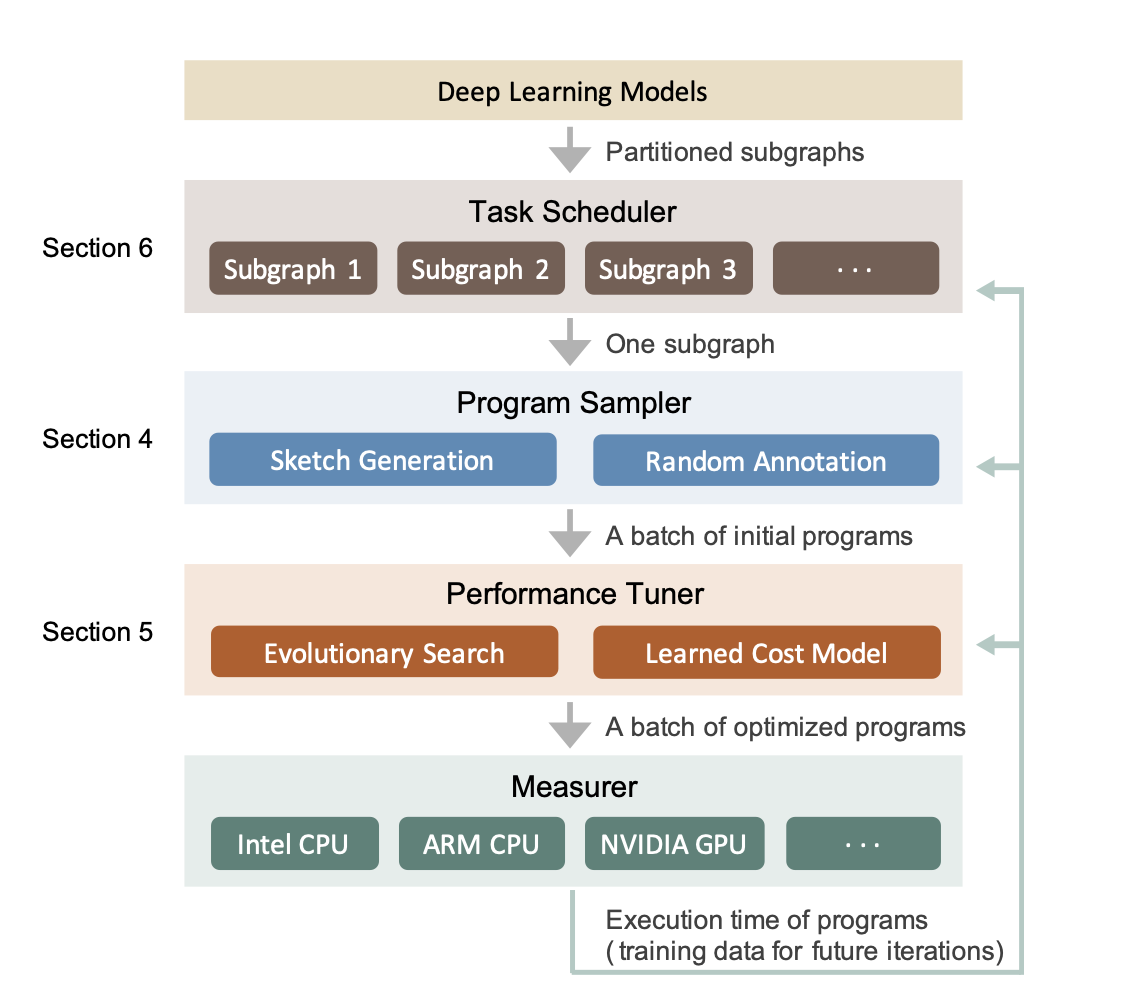 Deep Learning Models
Partitioned subgraphs
Task Scheduler
Section 6
Subgraph 1
Subgraph 2
Subgraph 3
· · ·
One subgraph
Program Sampler
Section 4
Sketch Generation
Random Annotation
A batch of initial programs
Performance Tuner
Section 5
Evolutionary Search
Learned Cost Model
A batch of optimized programs
Measurer
Intel CPU
ARM CPU
NVIDIA GPU
· · ·
Execution time of programs
( training data for future iterations)